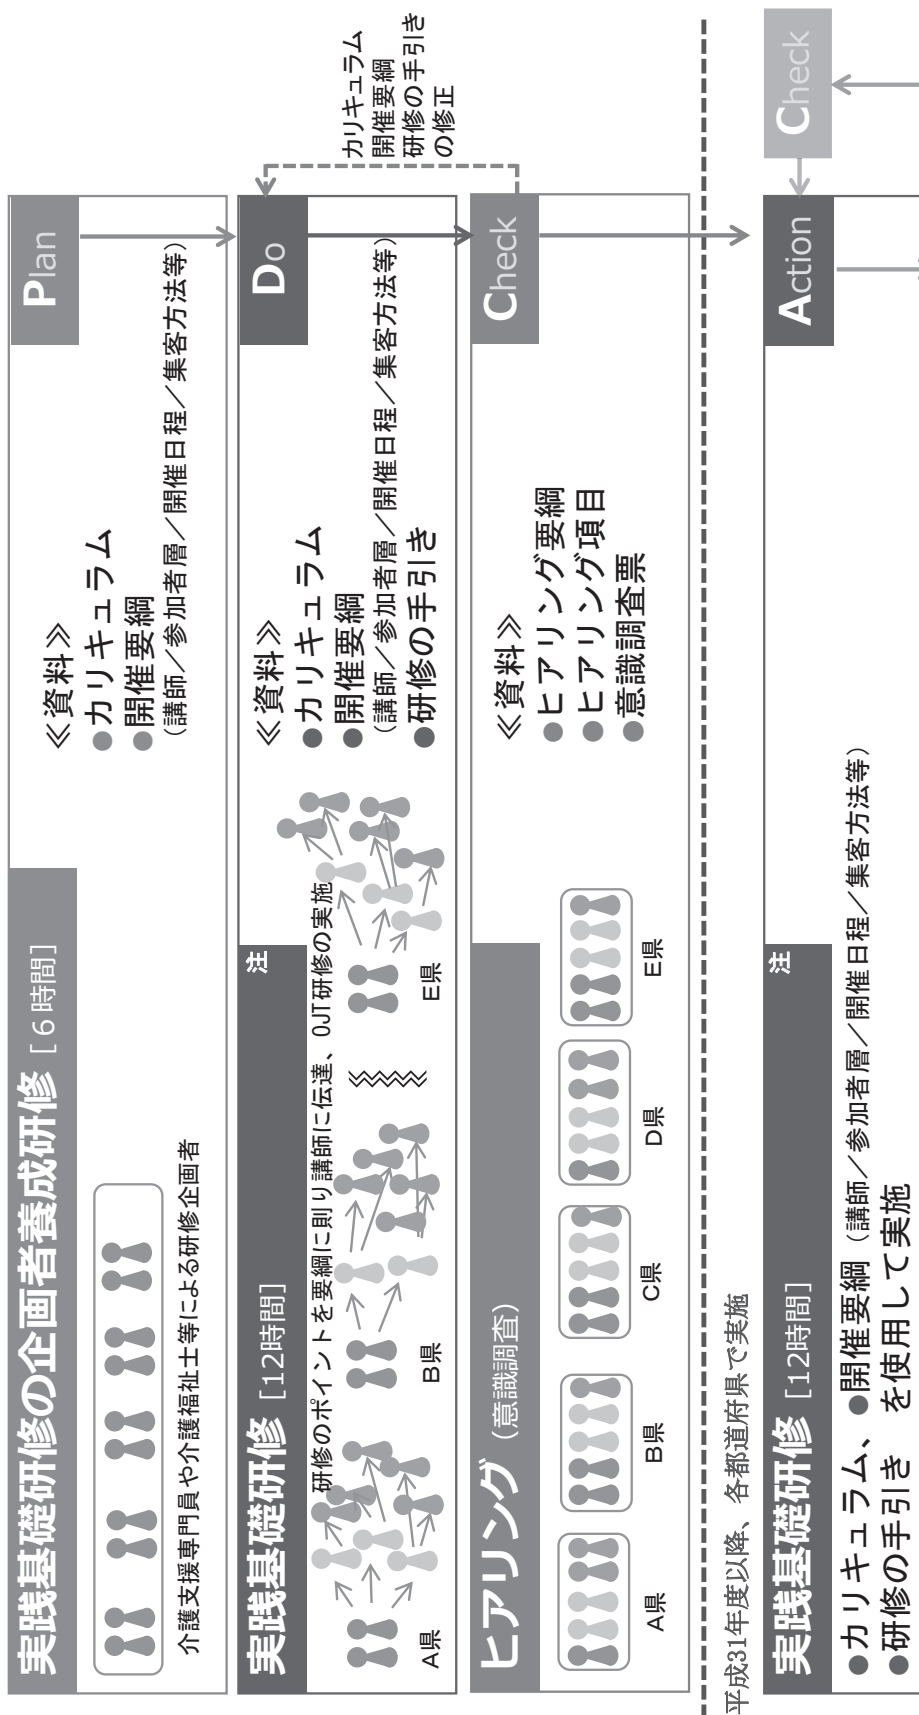 実践基礎研修の企画者養成研修 [６時間]
Plan
介護支援専門員や介護福祉士等による研修企画者
≪資料≫
●カリキュラム
●開催要綱
（講師／参加者層／開催日程／集客方法等）
実践基礎研修 [12時間]
注
Do
研修のポイントを要綱に則り講師に伝達、OJT研修の実施
A県
B県
E県
≪資料≫
●カリキュラム
●開催要綱
（講師／参加者層／開催日程／集客方法等）
●研修の手引き
カリキュラム
開催要綱
研修の手引き
の修正
ヒアリング （意識調査）
Check
A県
B県
C県
D県
E県
≪資料≫
●ヒアリング要綱
●ヒアリング項目
●意識調査票
平成31年度以降、各都道府県で実施
実践基礎研修 [12時間]
注
Action
Check
●カリキュラム、●開催要綱（講師／参加者層／開催日程／集客方法等）
●研修の手引き を使用して実施